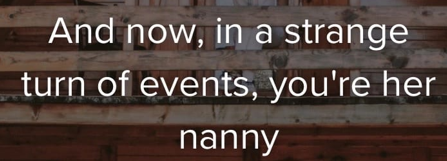 And now, in a strange
turn of events, you're her
nanny